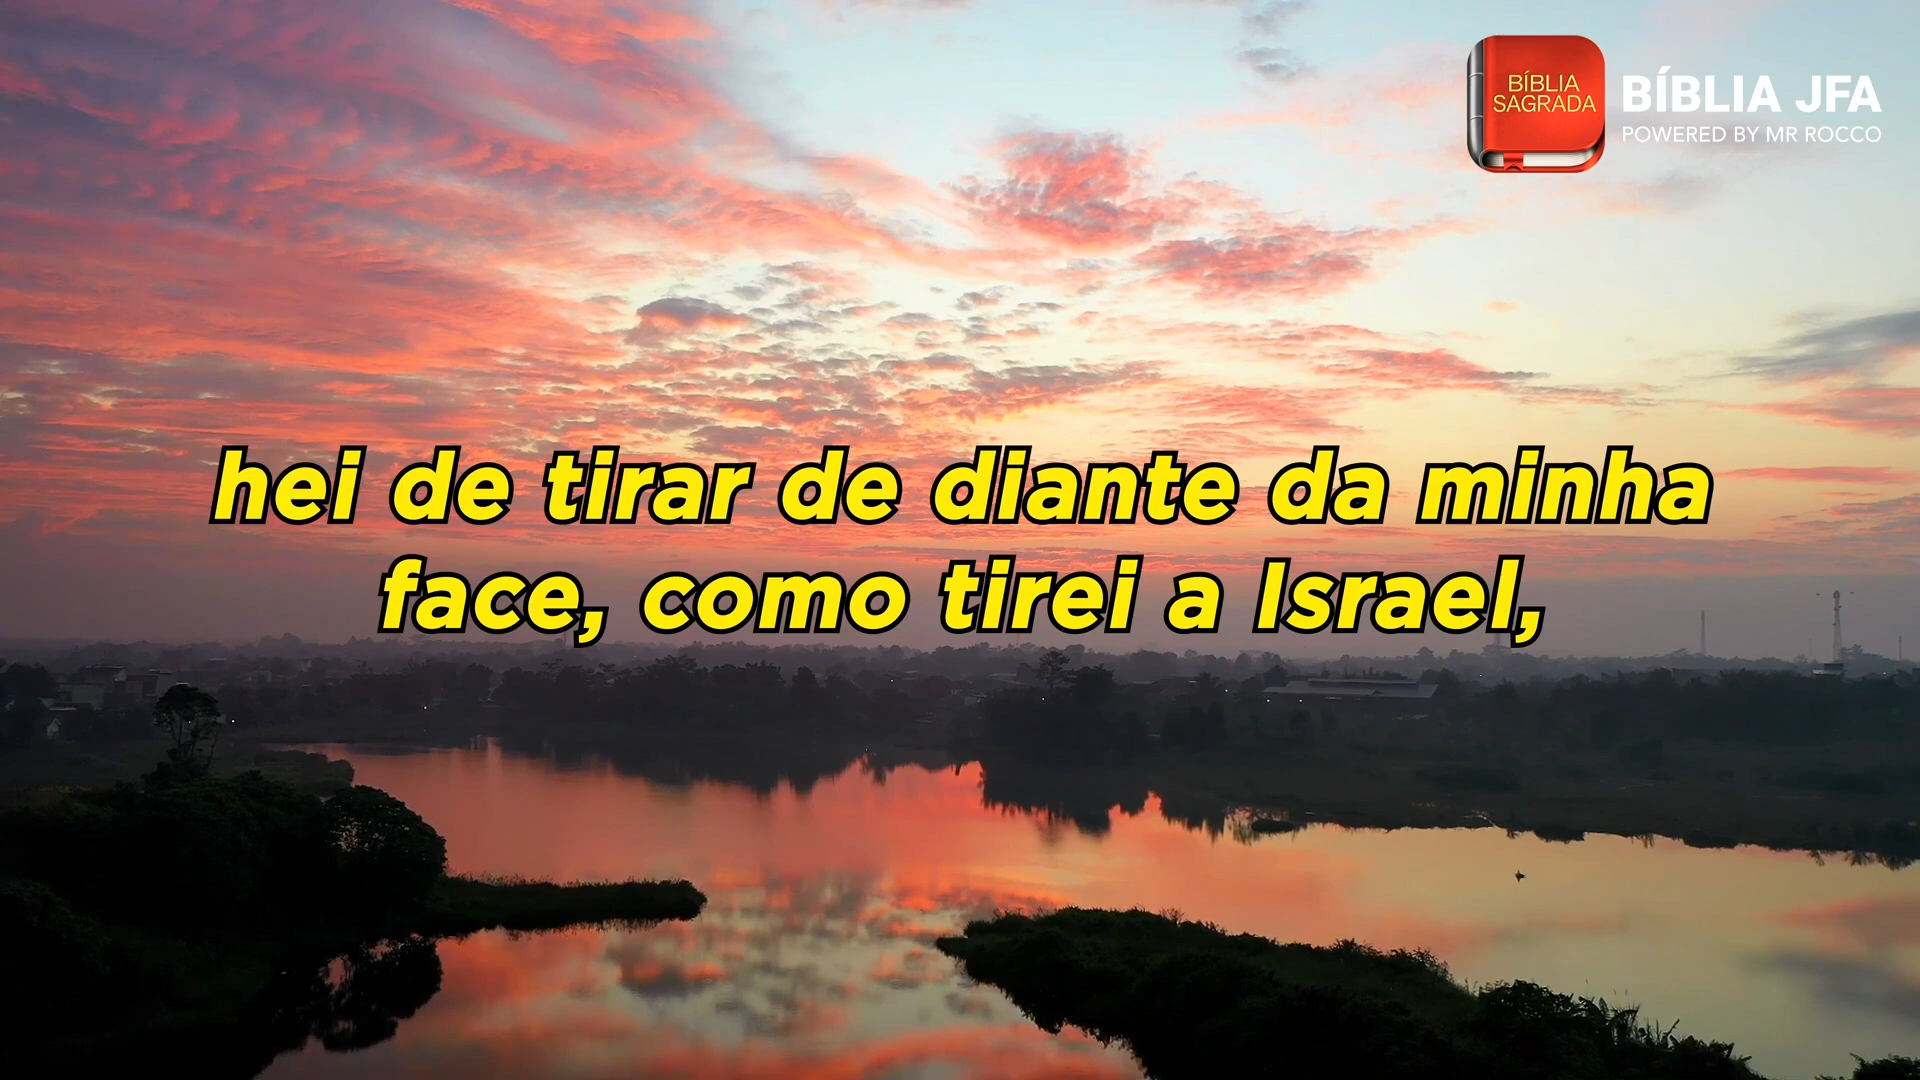 BÍBLIA
SAGRADA
BÍBLIA JFA
POWERED BY MR ROCCO
hei de tirar de diante da minha
face, como tirei a Israel,